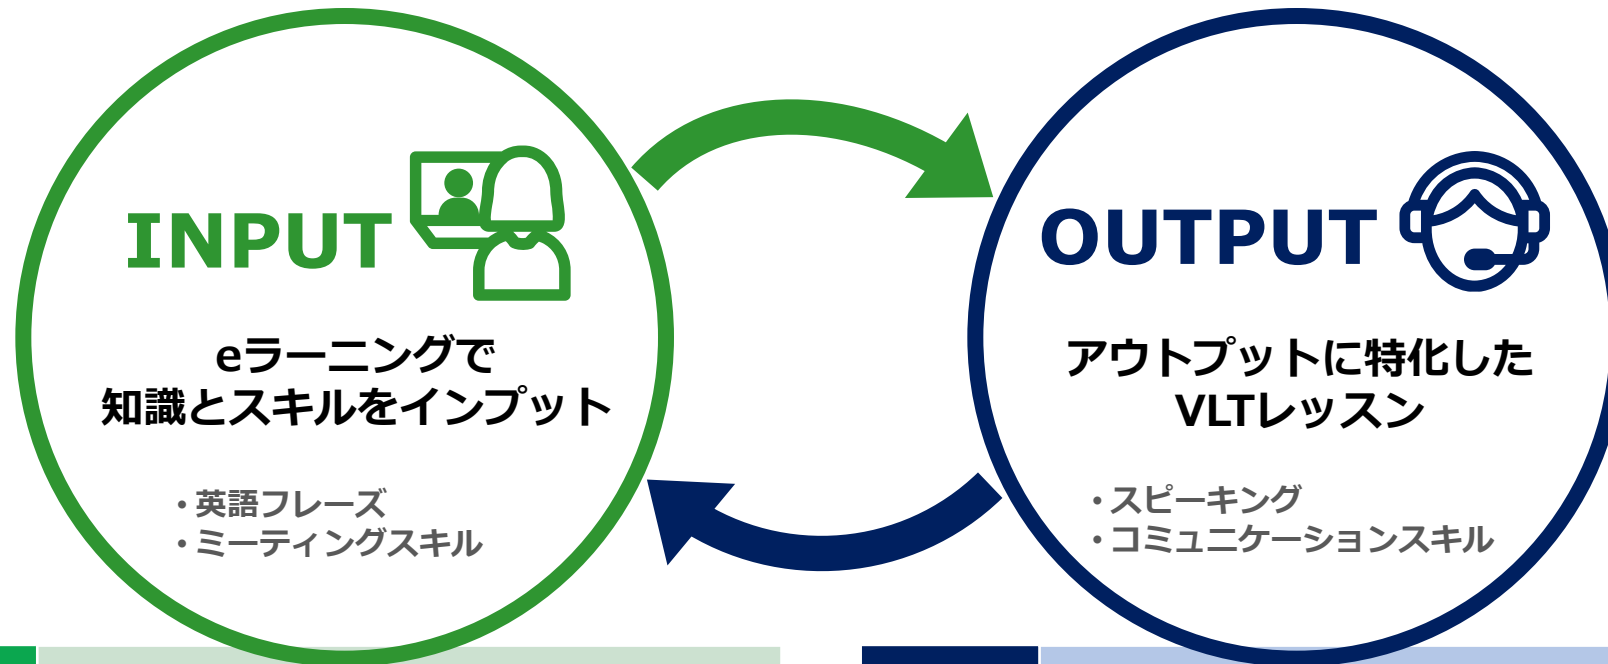 INPUT
eラーニングで
知識とスキルをインプット
・英語フレーズ
・ミーティングスキル
OUTPUT
アウトプットに特化した
VLTレッスン
・スピーキング
・コミュニケーションスキル